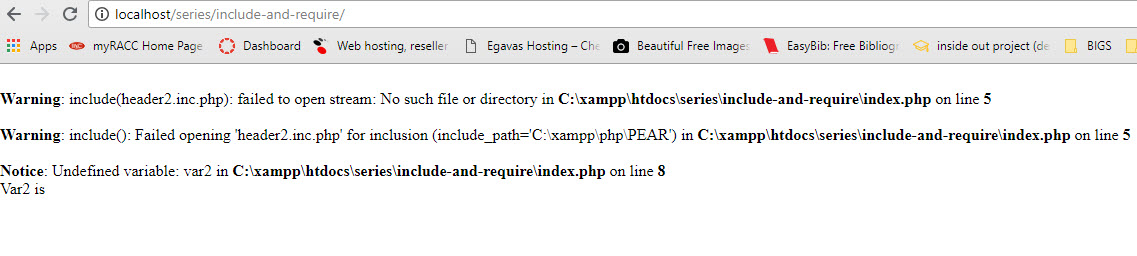 localhost/series/include-and-require/
Apps myRACC Home Page Dashboard Web hosting, reseller Egavas Hosting – Che Beautiful Free Images EasyBib: Free Bibliogr inside out project (de BIGS
Warning: include(header2.inc.php): failed to open stream: No such file or directory in C:\xampp\htdocs\series\include-and-require\index.php on line 5
Warning: include(): Failed opening 'header2.inc.php' for inclusion (include_path='C:\xampp\php\PEAR') in C:\xampp\htdocs\series\include-and-require\index.php on line 5
Notice: Undefined variable: var2 in C:\xampp\htdocs\series\include-and-require\index.php on line 8
Var2 is